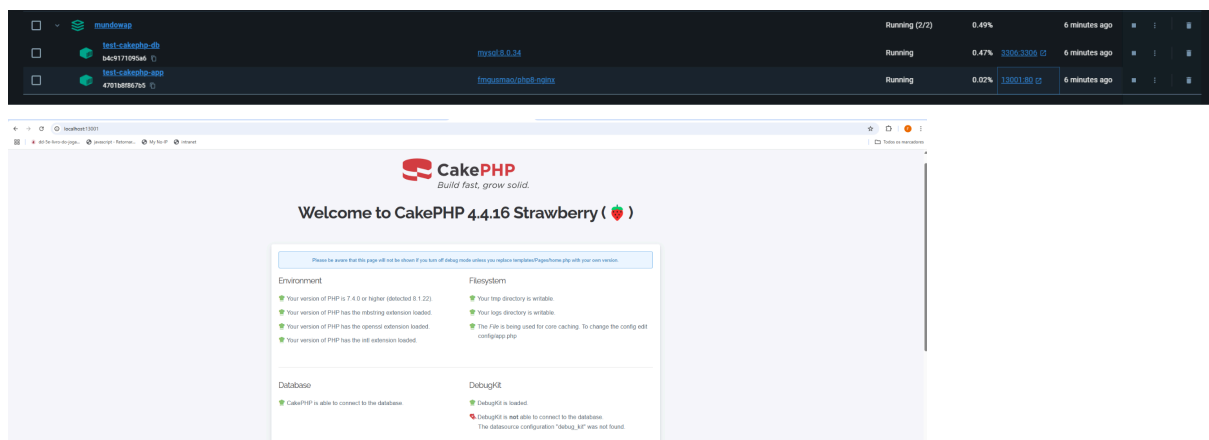 mundowap Running (2/2) 0.49% 6 minutes ago
test-cakephp-db
b4c9171095a6 mysql:8.0.34 Running 0.47% 3306:3306 6 minutes ago
test-cakephp-app
4701b8f867b5 fmgusmao/php8-nginx Running 0.02% 13001:80 6 minutes ago
localhost:13001
My No-IP intranet Todos os marcadores
CakePHP
Build fast, grow solid.
Welcome to CakePHP 4.4.16 Strawberry (🍓)
Please be aware that this page will not be shown if you turn off debug mode unless you replace templates/Pages/home.php with your own version.
Environment
Your version of PHP is 7.4.0 or higher (detected 8.1.22).
Your version of PHP has the mbstring extension loaded.
Your version of PHP has the openssl extension loaded.
Your version of PHP has the intl extension loaded.
Filesystem
Your tmp directory is writable.
Your logs directory is writable.
The File is being used for core caching. To change the config edit
config/app.php
Database
CakePHP is able to connect to the database.
DebugKit
DebugKit is loaded.
DebugKit is not able to connect to the database.
The datasource configuration "debug_kit" was not found.